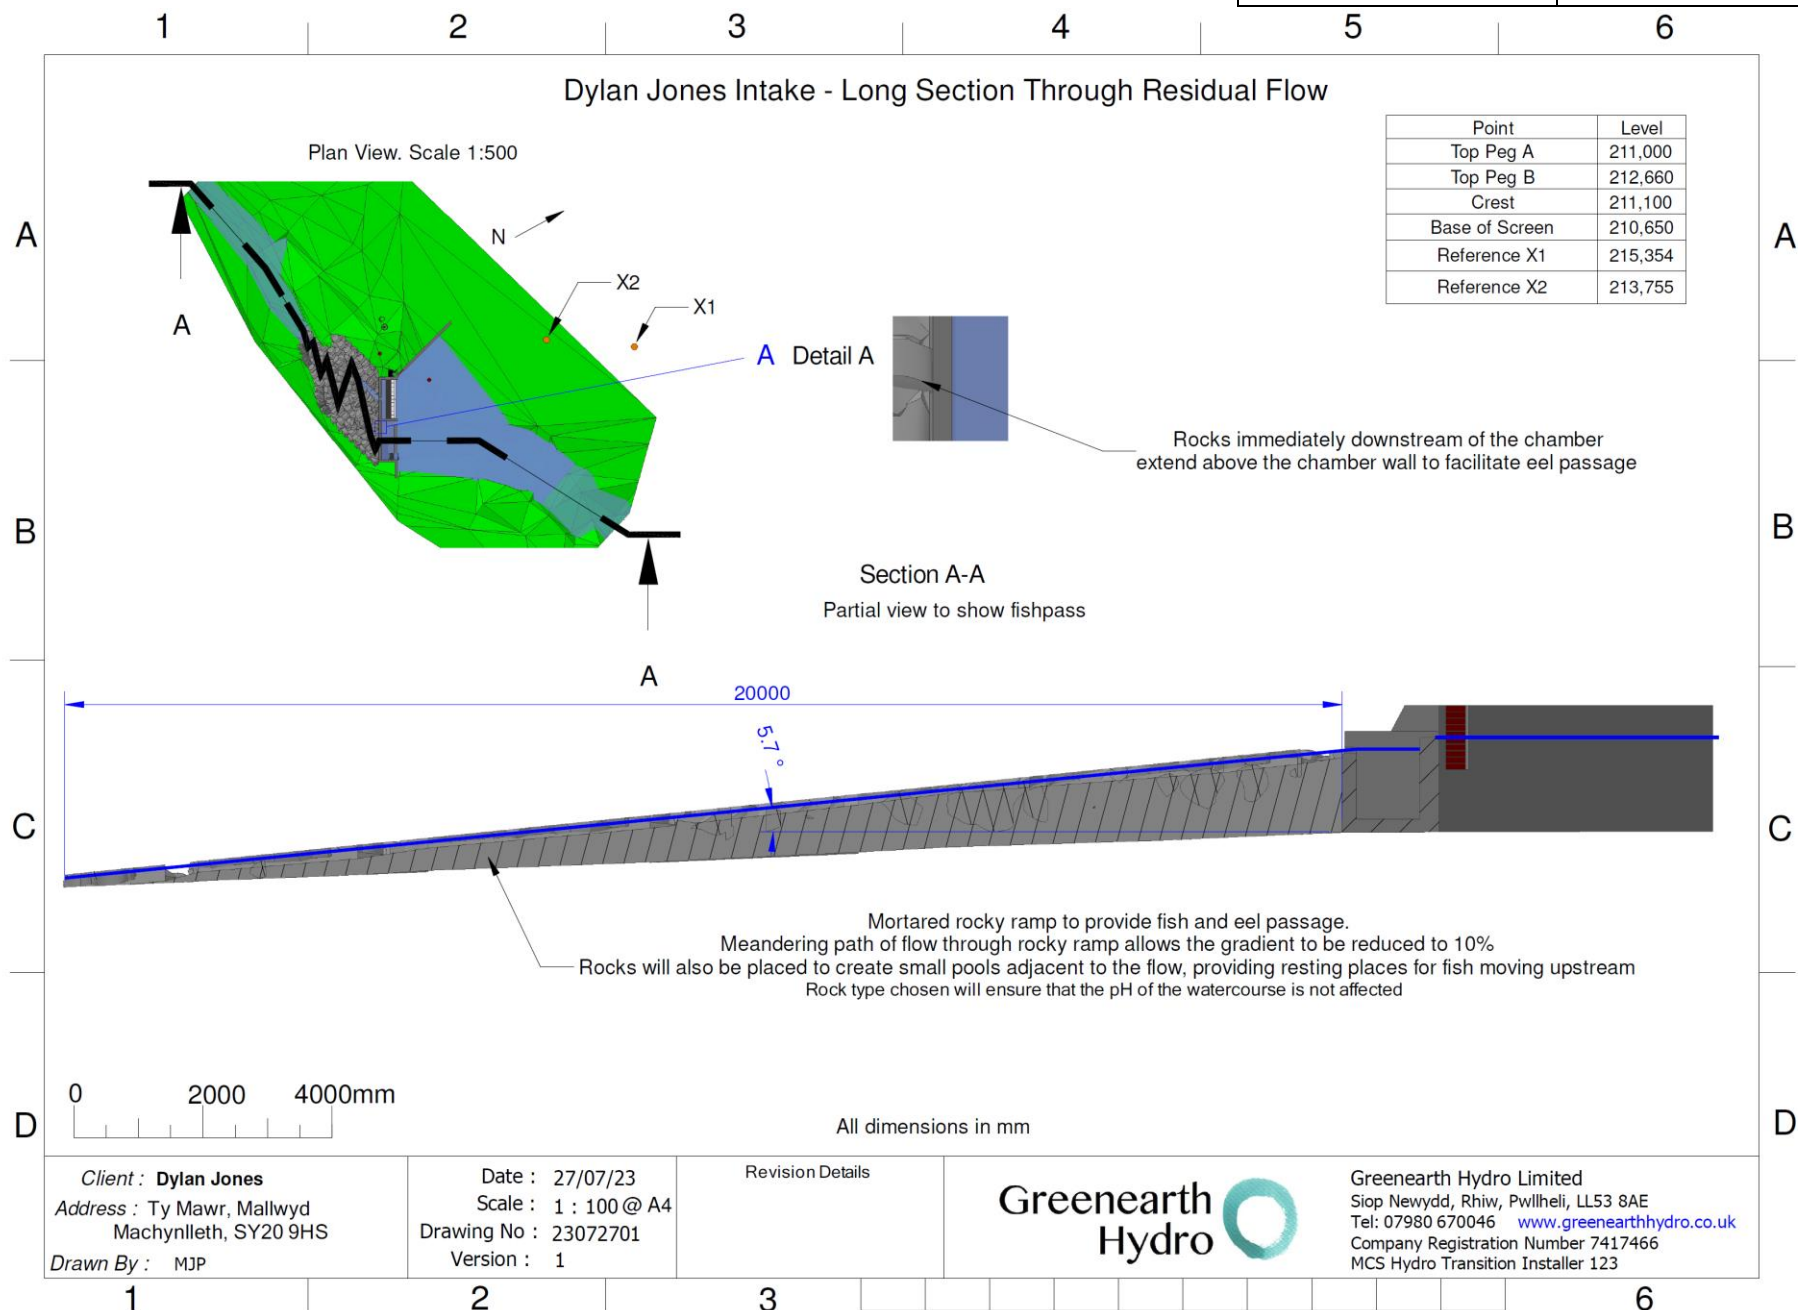 1 2 3 4 5 6
Dylan Jones Intake - Long Section Through Residual Flow
Plan View. Scale 1:500
Point Level
Top Peg A 211,000
Top Peg B 212,660
Crest 211,100
Base of Screen 210,650
Reference X1 215,354
Reference X2 213,755
A
A
N
X2
X1
A
A Detail A
Rocks immediately downstream of the chamber
extend above the chamber wall to facilitate eel passage
B
B
Section A-A
Partial view to show fishpass
A
20000
5.7 °
C
C
Mortared rocky ramp to provide fish and eel passage.
Meandering path of flow through rocky ramp allows the gradient to be reduced to 10%
Rocks will also be placed to create small pools adjacent to the flow, providing resting places for fish moving upstream
Rock type chosen will ensure that the pH of the watercourse is not affected
0 2000 4000mm
D
D
All dimensions in mm
Client : Dylan Jones
Address : Ty Mawr, Mallwyd
Machynlleth, SY20 9HS
Drawn By : MJP
Date : 27/07/23
Scale : 1 : 100 @ A4
Drawing No : 23072701
Version : 1
Revision Details
Greenearth
Hydro
Greenearth Hydro Limited
Siop Newydd, Rhiw, Pwllheli, LL53 8AE
Tel: 07980 670046 www.greenearthhydro.co.uk
Company Registration Number 7417466
MCS Hydro Transition Installer 123
1 2 3 6